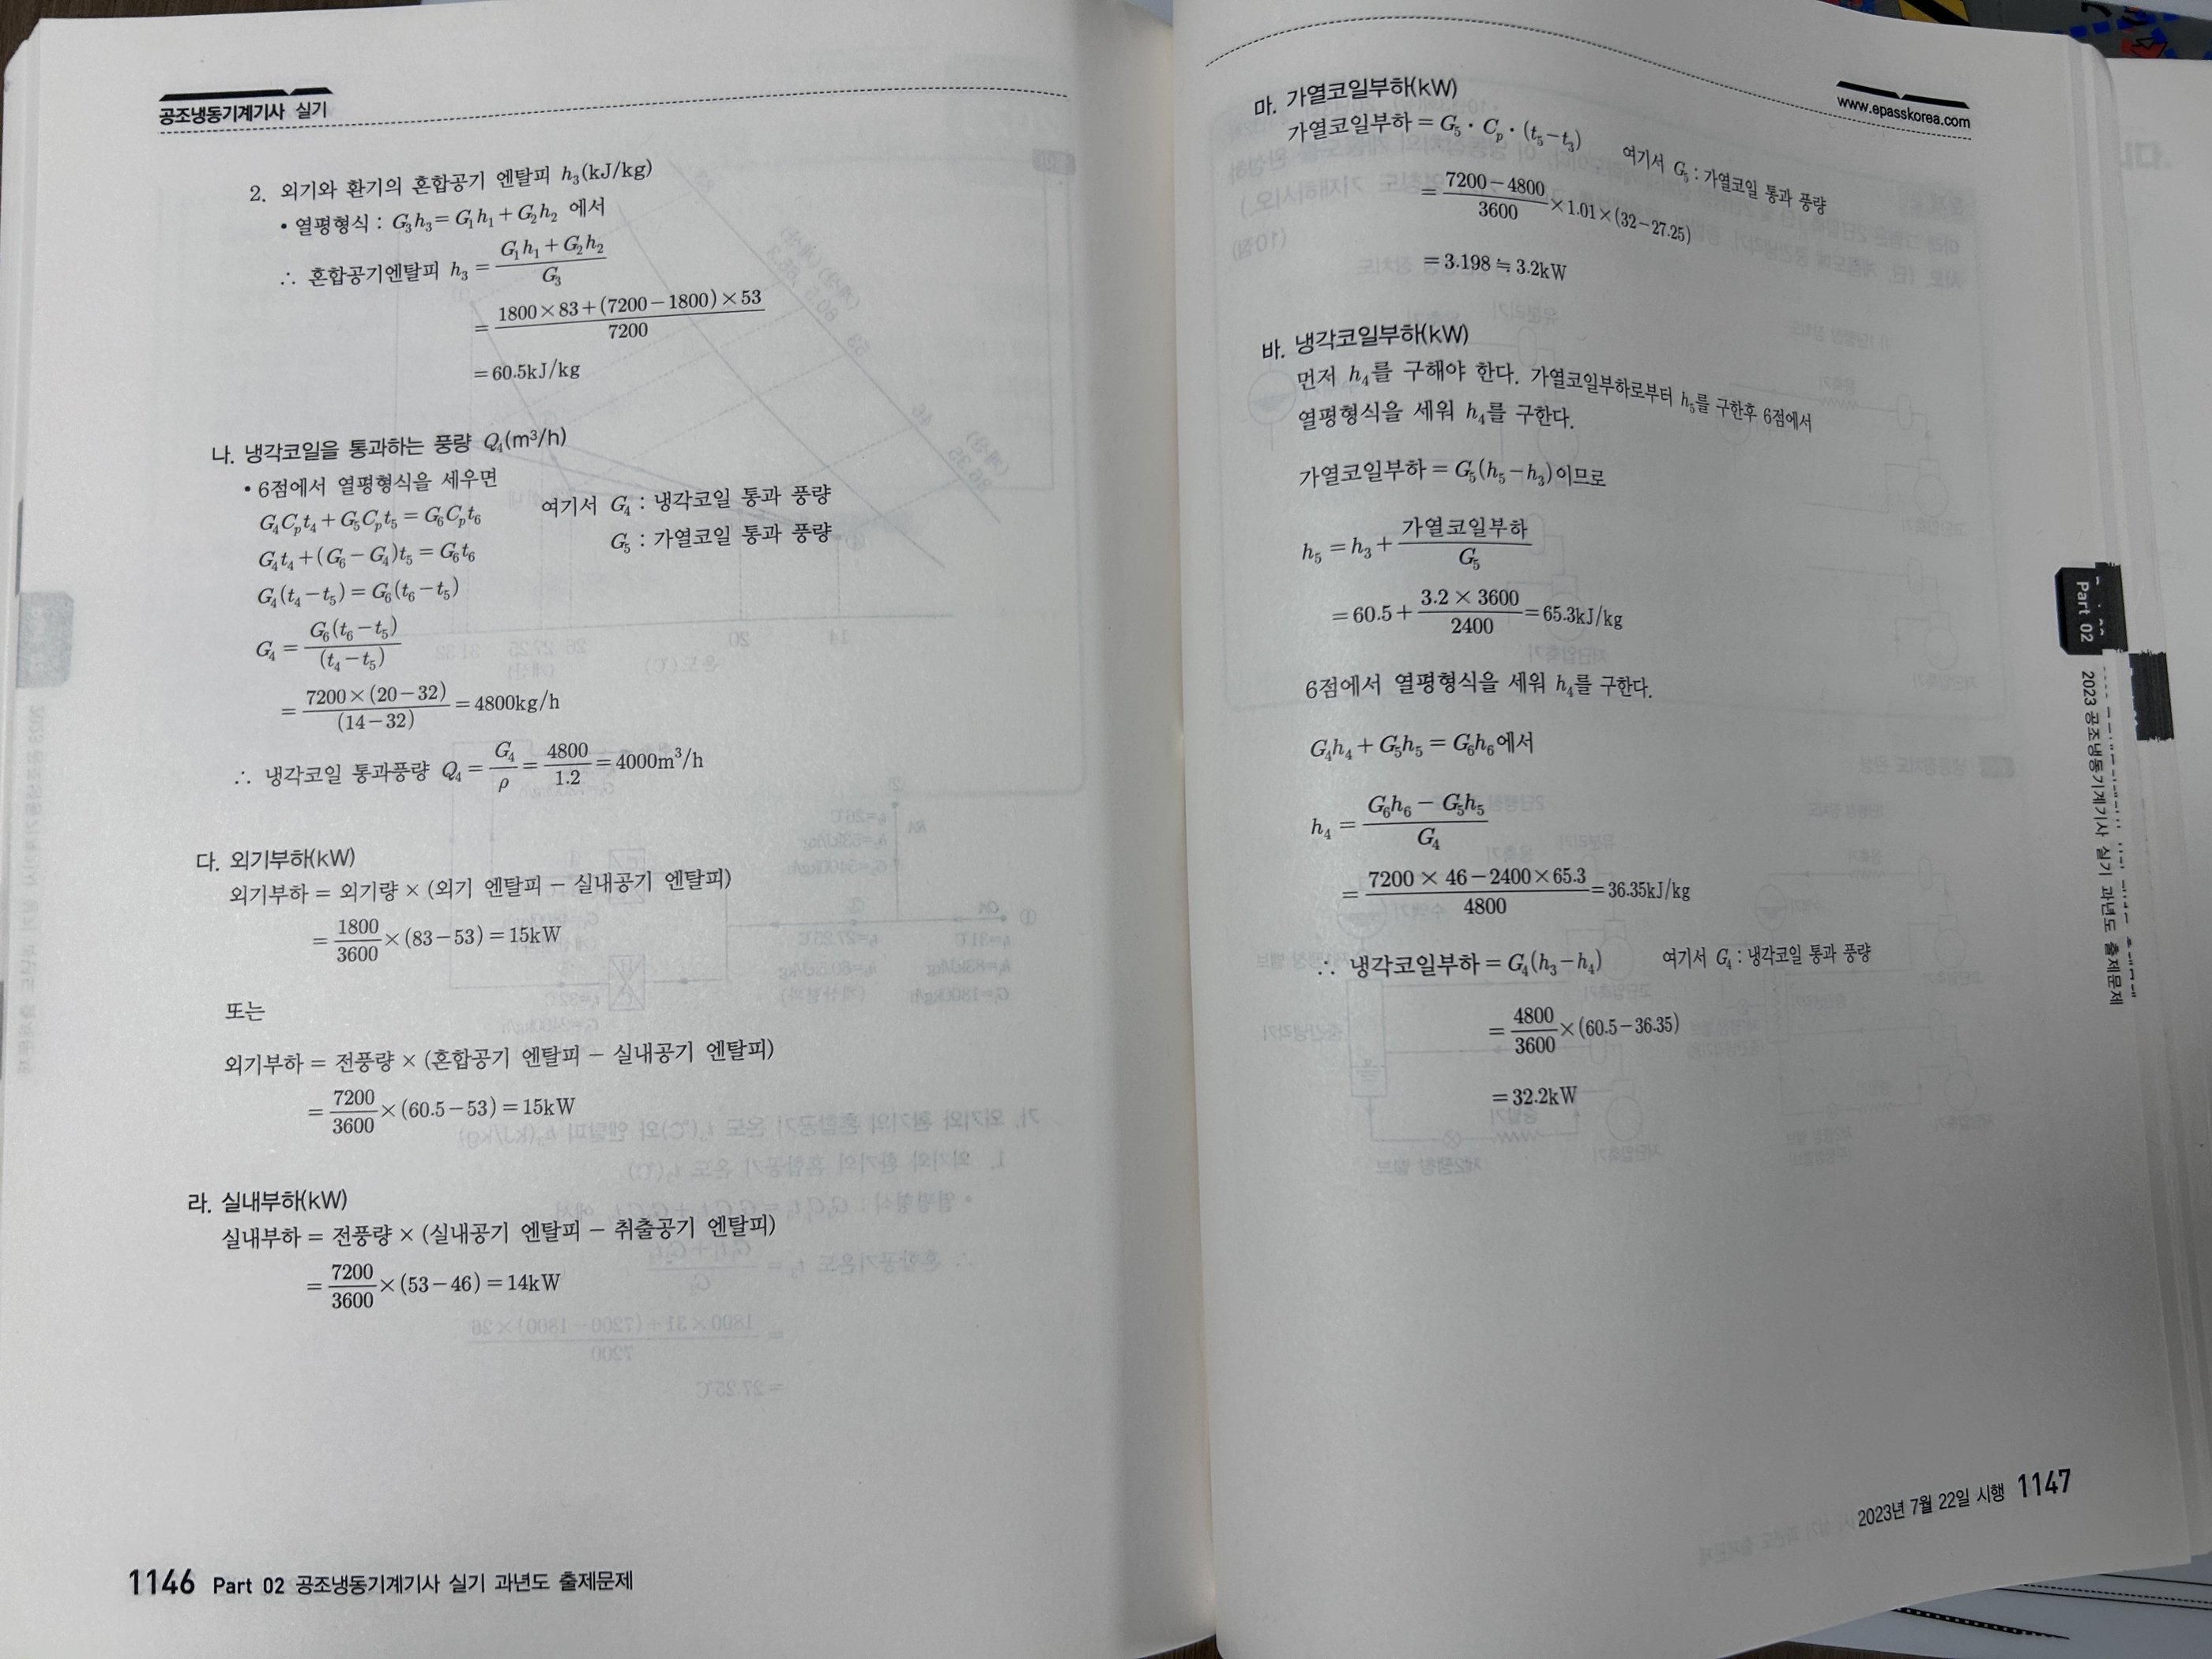 공조냉동기계기사 실기
2. 외기와 환기의 혼합공기 엔탈피 h₃(kJ/kg)
• 열평형식 : G₃h₃ = G₁h₁ + G₂h₂ 에서
∴ 혼합공기엔탈피 h₃ = (G₁h₁ + G₂h₂) / G₃
= (1800×83+(7200−1800)×53) / 7200
= 60.5kJ/kg
나. 냉각코일을 통과하는 풍량 Q₄(m³/h)
• 6점에서 열평형식을 세우면
G₄Cₚt₄ + G₅Cₚt₅ = G₆Cₚt₆ 여기서 G₄ : 냉각코일 통과 풍량
G₄t₄ + (G₆ − G₄)t₅ = G₆t₆ G₅ : 가열코일 통과 풍량
G₄(t₄ − t₅) = G₆(t₆ − t₅)
G₄ = G₆(t₆ − t₅) / (t₄ − t₅)
= 7200×(20−32) / (14−32) = 4800kg/h
∴ 냉각코일 통과풍량 Q₄ = G₄ / ρ = 4800 / 1.2 = 4000m³/h
다. 외기부하(kW)
외기부하 = 외기량 × (외기 엔탈피 − 실내공기 엔탈피)
= 1800 / 3600 × (83−53) = 15kW
또는
외기부하 = 전풍량 × (혼합공기 엔탈피 − 실내공기 엔탈피)
= 7200 / 3600 × (60.5−53) = 15kW
라. 실내부하(kW)
실내부하 = 전풍량 × (실내공기 엔탈피 − 취출공기 엔탈피)
= 7200 / 3600 × (53−46) = 14kW
1146 Part 02 공조냉동기계기사 실기 과년도 출제문제
www.epasskorea.com
마. 가열코일부하(kW)
가열코일부하 = G₅ · Cₚ · (t₅ − t₃) 여기서 G₅ : 가열코일 통과 풍량
= (7200−4800) / 3600 × 1.01 × (32−27.25)
= 3.198 ≒ 3.2kW
바. 냉각코일부하(kW)
먼저 h₄를 구해야 한다. 가열코일부하로부터 h₅를 구한후 6점에서
열평형식을 세워 h₄를 구한다.
가열코일부하 = G₅(h₅ − h₃)이므로
h₅ = h₃ + 가열코일부하 / G₅
= 60.5 + (3.2 × 3600) / 2400 = 65.3kJ/kg
6점에서 열평형식을 세워 h₄를 구한다.
G₄h₄ + G₅h₅ = G₆h₆에서
h₄ = (G₆h₆ − G₅h₅) / G₄
= (7200 × 46 − 2400 × 65.3) / 4800 = 36.35kJ/kg
∴ 냉각코일부하 = G₄(h₃ − h₄) 여기서 G₄ : 냉각코일 통과 풍량
= 4800 / 3600 × (60.5−36.35)
= 32.2kW
Part 02
2023 공조냉동기계기사 실기 과년도 출제문제
2023년 7월 22일 시행 1147